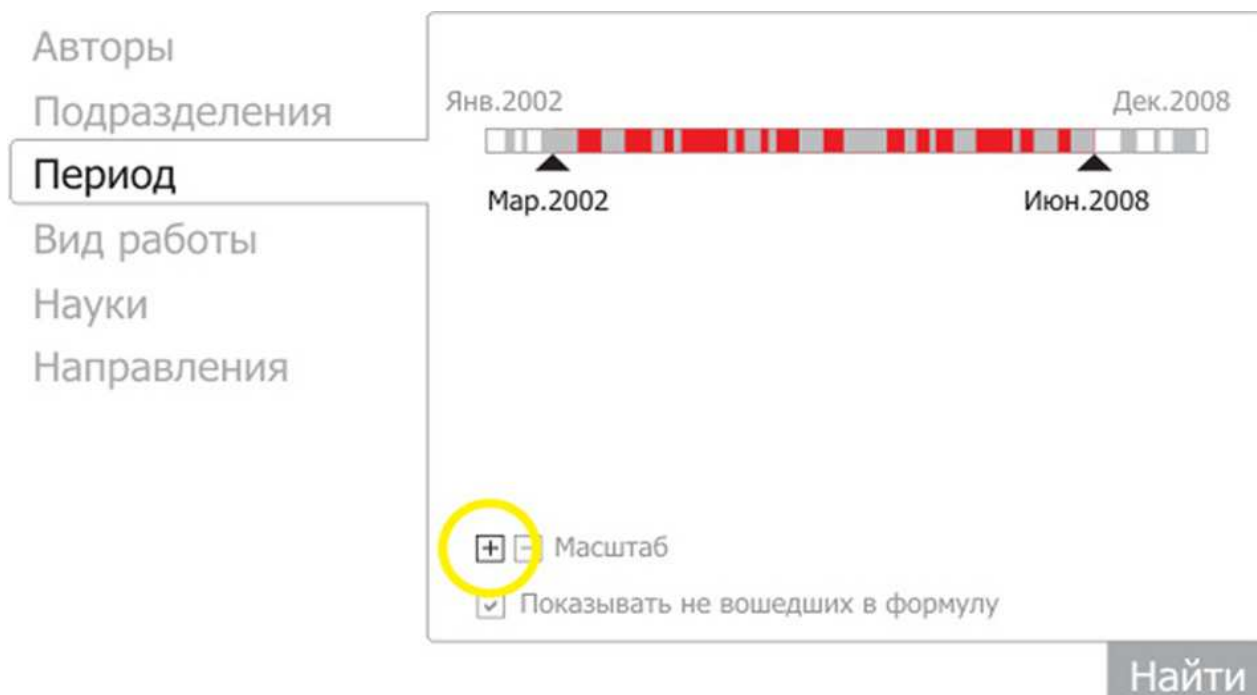 Авторы
Подразделения
Период
Вид работы
Науки
Направления
Янв.2002
Дек.2008
Мар.2002
Июн.2008
Масштаб
Показывать не вошедших в формулу
Найти